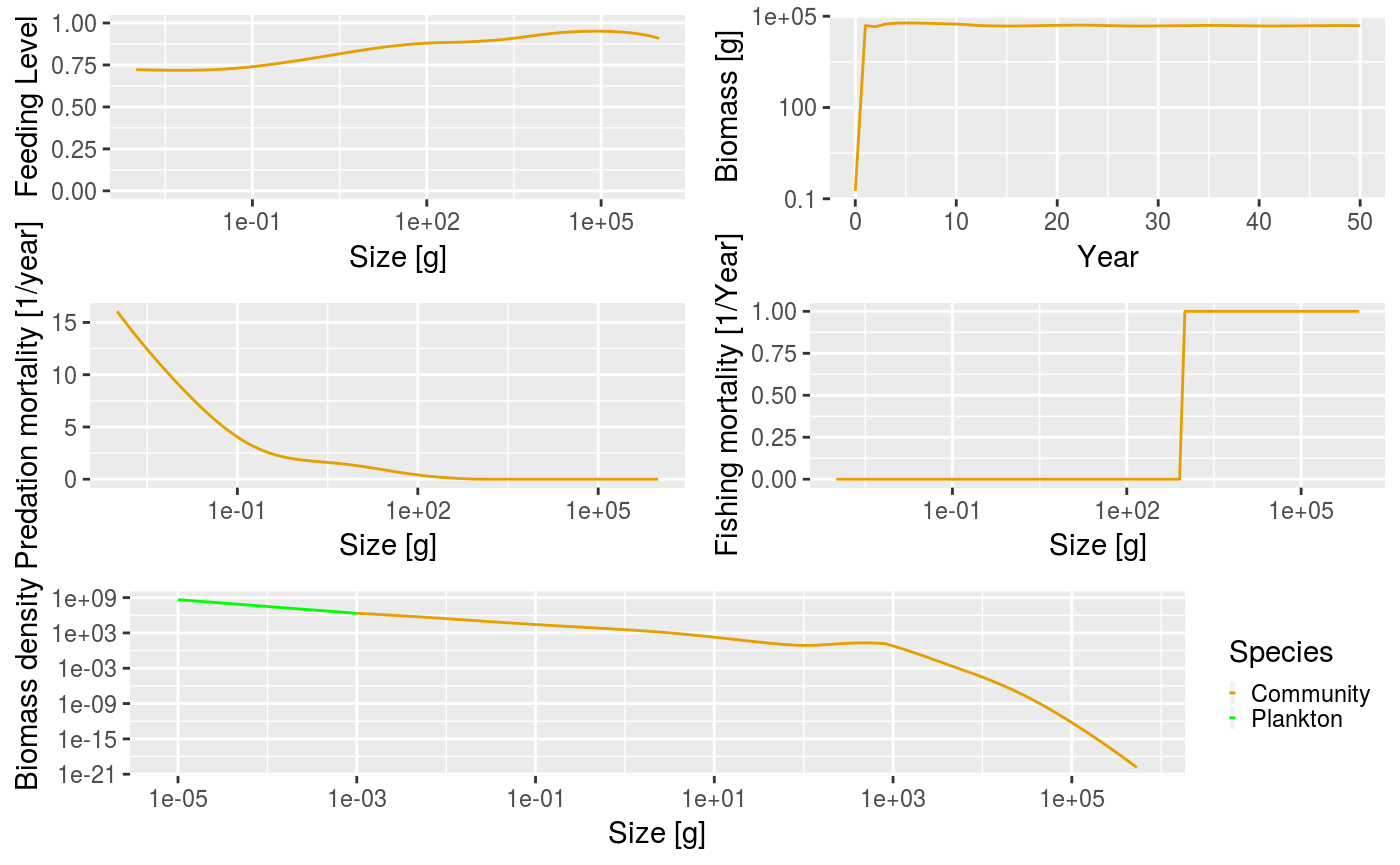 Feeding Level
1.00
0.75
0.50
0.25
0.00
1e-01 1e+02 1e+05
Size [g]
Biomass [g]
1e+05
100
0.1
0 10 20 30 40 50
Year
Predation mortality [1/year]
15
10
5
0
1e-01 1e+02 1e+05
Size [g]
Fishing mortality [1/Year]
1.00
0.75
0.50
0.25
0.00
1e-01 1e+02 1e+05
Size [g]
Biomass density
1e+09
1e+03
1e-03
1e-09
1e-15
1e-21
1e-05 1e-03 1e-01 1e+01 1e+03 1e+05
Size [g]
Species
Community
Plankton